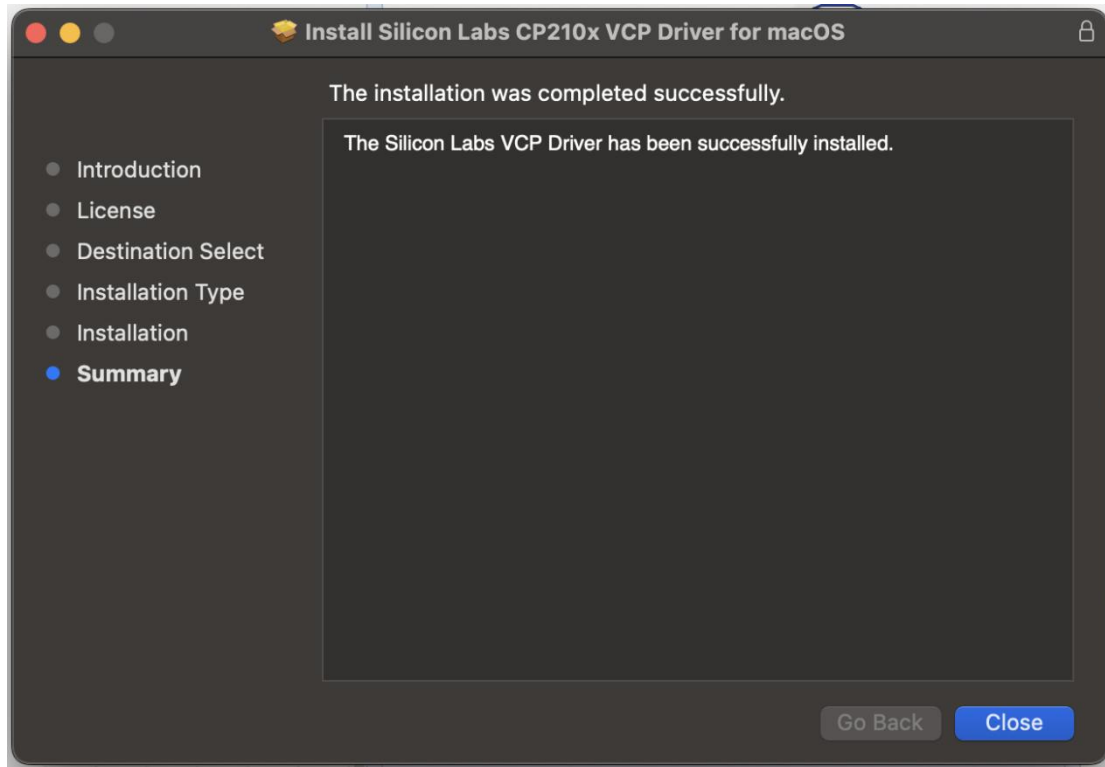 Install Silicon Labs CP210x VCP Driver for macOS
The installation was completed successfully.
The Silicon Labs VCP Driver has been successfully installed.
Introduction
License
Destination Select
Installation Type
Installation
Summary
Go Back
Close